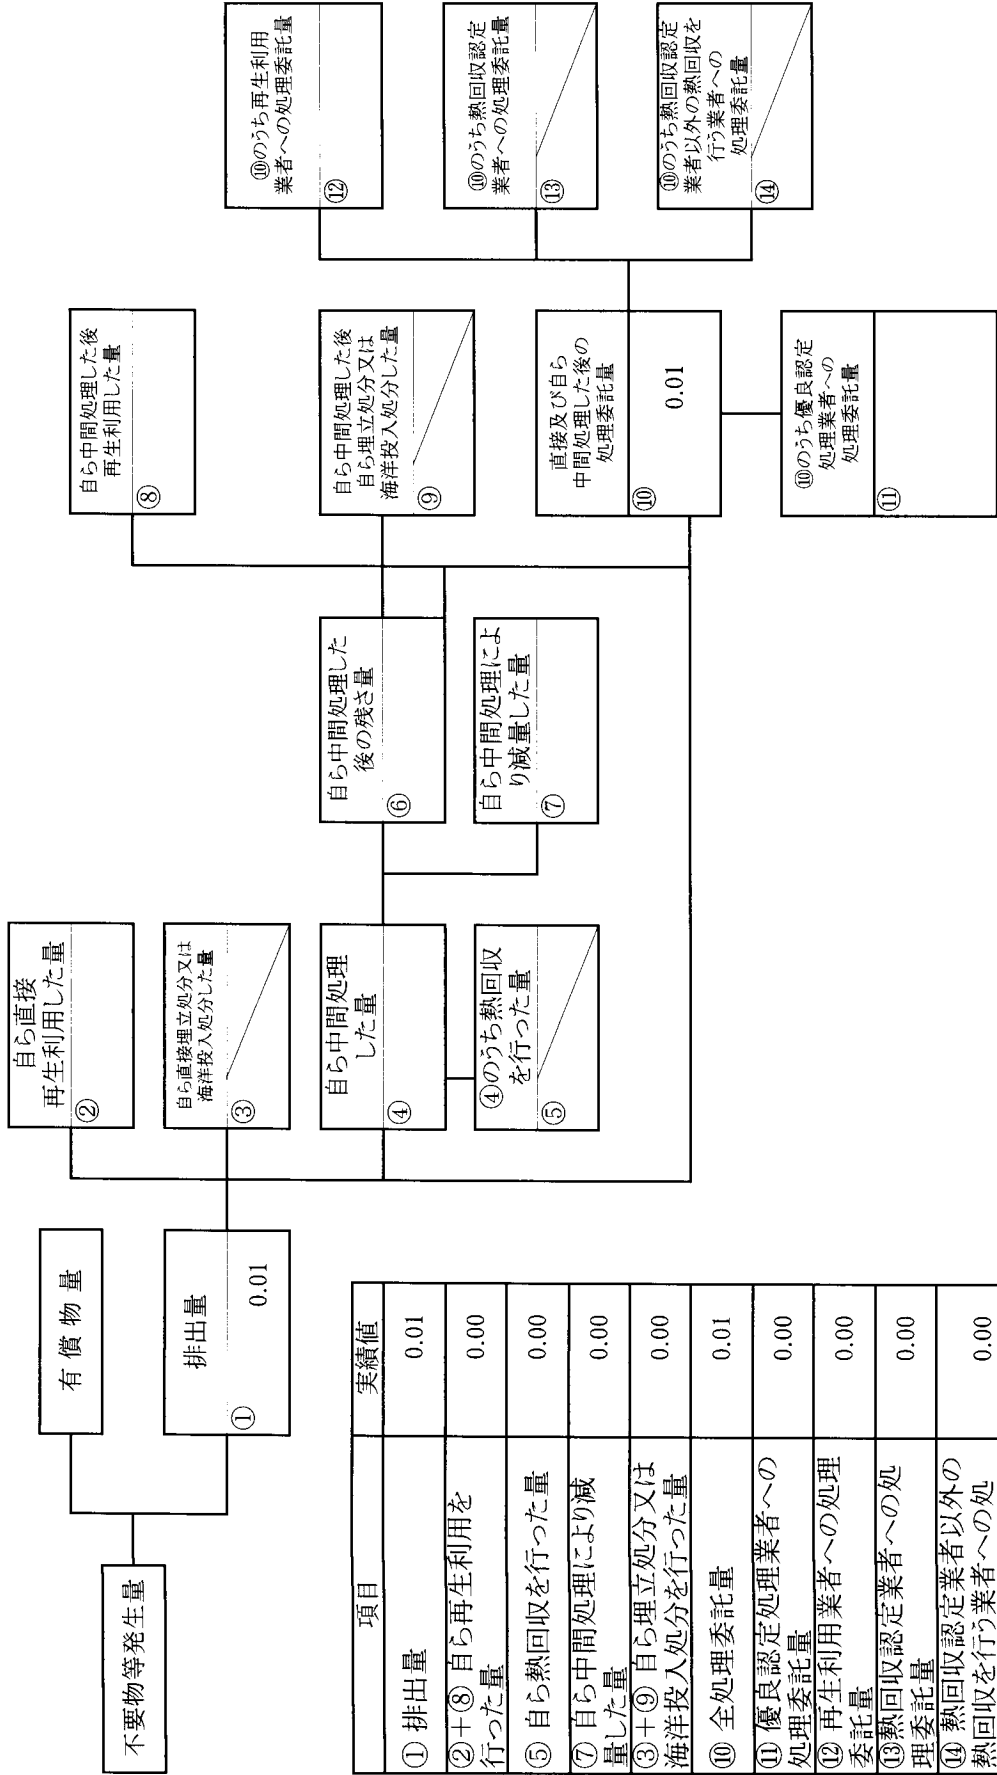 不要物等発生量
有償物量
排出量
①
0.01
自ら直接
再生利用した量
②
自ら直接埋立処分又は
海洋投入処分した量
③
自ら中間処理
した量
④
④のうち熱回収
を行った量
⑤
自ら中間処理した
後の残さ量
⑥
自ら中間処理によ
り減量した量
⑦
自ら中間処理した後
再生利用した量
⑧
自ら中間処理した後
自ら埋立処分又は
海洋投入処分した量
⑨
直接及び自ら
中間処理した後の
処理委託量
⑩
0.01
⑩のうち優良認定
処理業者への
処理委託量
⑪
⑩のうち再生利用
業者への処理委託量
⑫
⑩のうち熱回収認定
業者への処理委託量
⑬
⑩のうち熱回収認定
業者以外の熱回収を
行う業者への
処理委託量
⑭
項目 実績値
①排出量 0.01
②+⑧自ら再生利用を
行った量 0.00
⑤自ら熱回収を行った量 0.00
⑦自ら中間処理により減
量した量 0.00
③+⑨自ら埋立処分又は
海洋投入処分を行った量 0.00
⑩全処理委託量 0.01
⑪優良認定処理業者への
処理委託量 0.00
⑫再生利用業者への処理
委託量 0.00
⑬熱回収認定業者への処
理委託量 0.00
⑭熱回収認定業者以外の
熱回収を行う業者への処 0.00